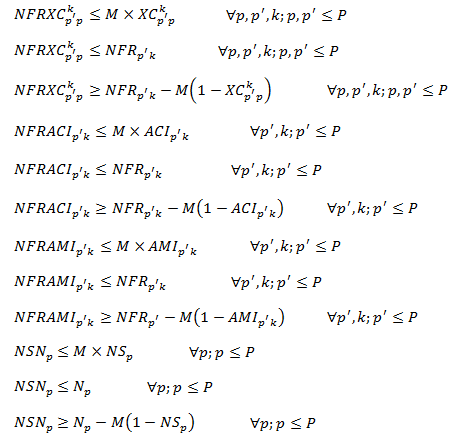 NFRXC^k_{p′p} ≤ M × XC^k_{p′p} ∀p,p′,k; p,p′ ≤ P
NFRXC^k_{p′p} ≤ NFR_{p′k} ∀p,p′,k; p,p′ ≤ P
NFRXC^k_{p′p} ≥ NFR_{p′k} − M(1 − XC^k_{p′p}) ∀p,p′,k; p,p′ ≤ P
NFRACI_{p′k} ≤ M × ACI_{p′k} ∀p′,k; p′ ≤ P
NFRACI_{p′k} ≤ NFR_{p′k} ∀p′,k; p′ ≤ P
NFRACI_{p′k} ≥ NFR_{p′k} − M(1 − ACI_{p′k}) ∀p′,k; p′ ≤ P
NFRAMI_{p′k} ≤ M × AMI_{p′k} ∀p′,k; p′ ≤ P
NFRAMI_{p′k} ≤ NFR_{p′k} ∀p′,k; p′ ≤ P
NFRAMI_{p′k} ≥ NFR_{p′} − M(1 − AMI_{p′k}) ∀p′,k; p′ ≤ P
NSN_p ≤ M × NS_p ∀p; p ≤ P
NSN_p ≤ N_p ∀p; p ≤ P
NSN_p ≥ N_p − M(1 − NS_p) ∀p; p ≤ P